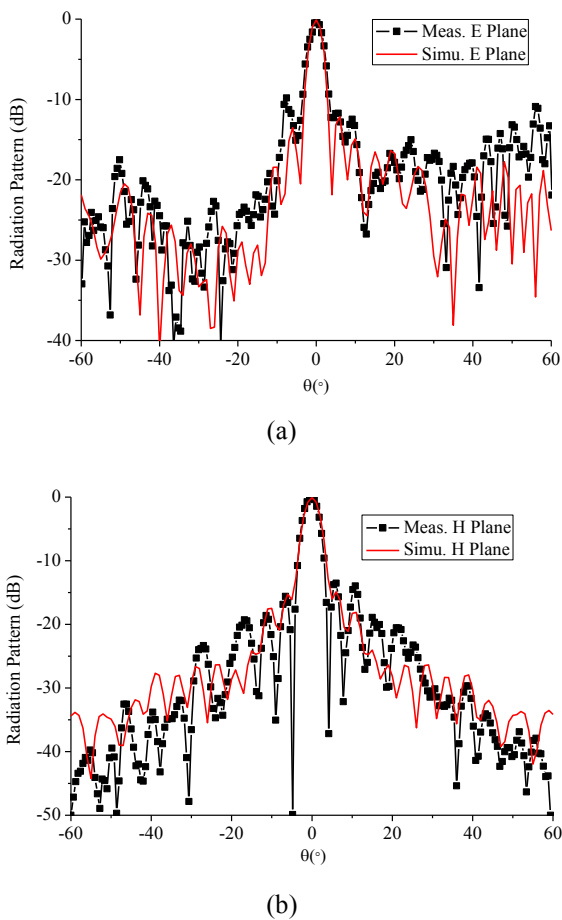 0
-10
-20
-30
-40
Radiation Pattern (dB)
Meas. E Plane
Simu. E Plane
-60 -40 -20 0 20 40 60
θ(°)
(a)
0
-10
-20
-30
-40
-50
Radiation Pattern (dB)
Meas. H Plane
Simu. H Plane
-60 -40 -20 0 20 40 60
θ(°)
(b)